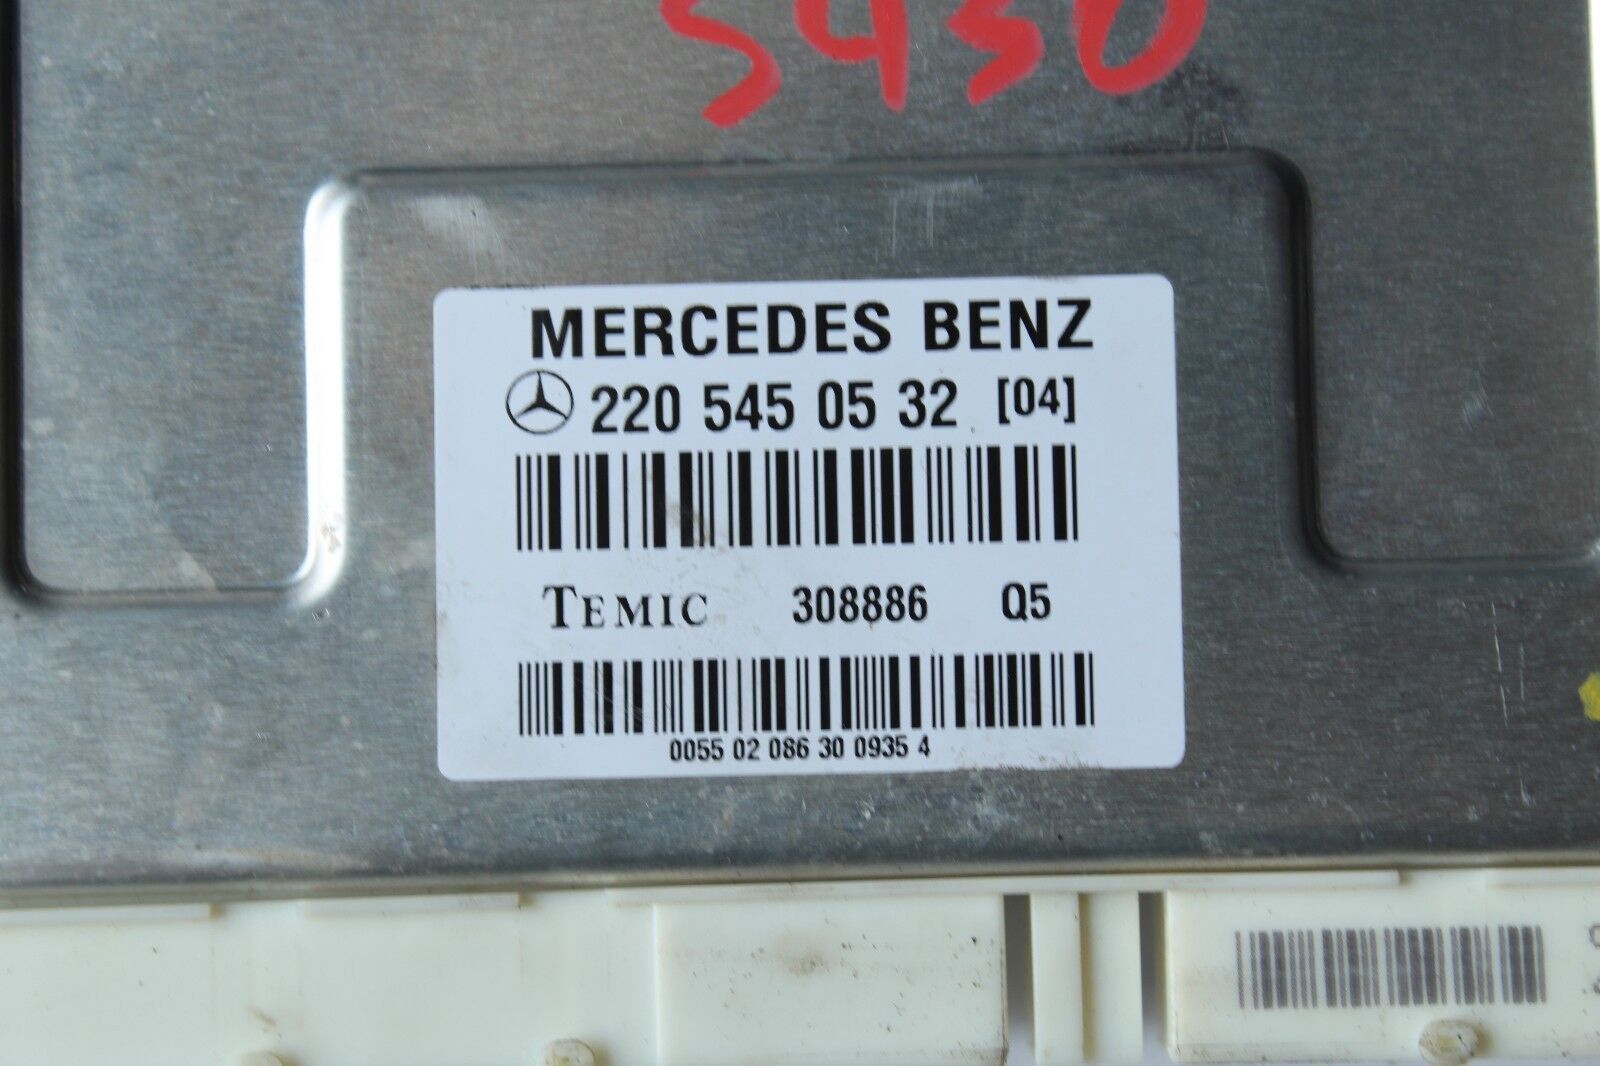 S430
MERCEDES BENZ
220 545 05 32 [04]
TEMIC 308886 Q5
0055 02 086 30 0935 4